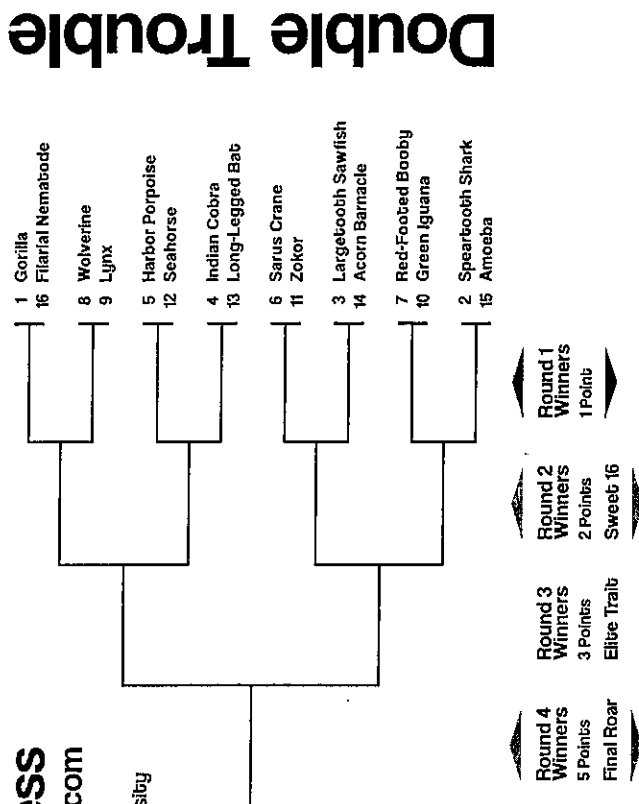 Double Trouble
1 Gorilla
16 Filarial Nematode
8 Wolverine
9 Lynx
5 Harbor Porpoise
12 Seahorse
4 Indian Cobra
13 Long-Legged Bat
6 Sarus Crane
11 Zokor
3 Largetooth Sawfish
14 Acorn Barnacle
7 Red-Footed Booby
10 Green Iguana
2 Speartooth Shark
15 Amoeba
ss
com
sity
Round 4
Winners
5 Points
Final Roar
Round 3
Winners
3 Points
Elite Trait
Round 2
Winners
2 Points
Sweet 16
Round 1
Winners
1 Point